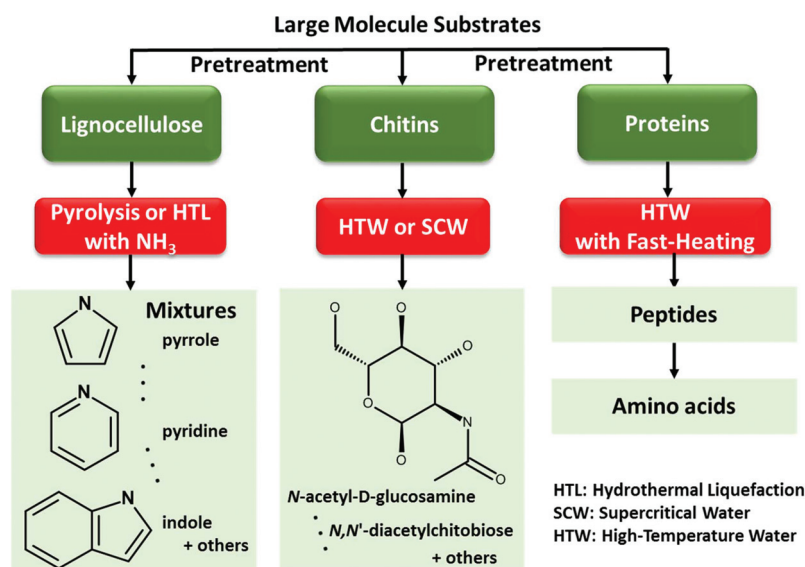 Large Molecule Substrates
Pretreatment
Pretreatment
Lignocellulose
Chitins
Proteins
Pyrolysis or HTL
with NH₃
HTW or SCW
HTW
with Fast-Heating
Mixtures
N
pyrrole
N
pyridine
N
indole
+ others
O
O
O
O
O
N
O
N-acetyl-D-glucosamine
N,N'-diacetylchitobiose
+ others
Peptides
Amino acids
HTL: Hydrothermal Liquefaction
SCW: Supercritical Water
HTW: High-Temperature Water